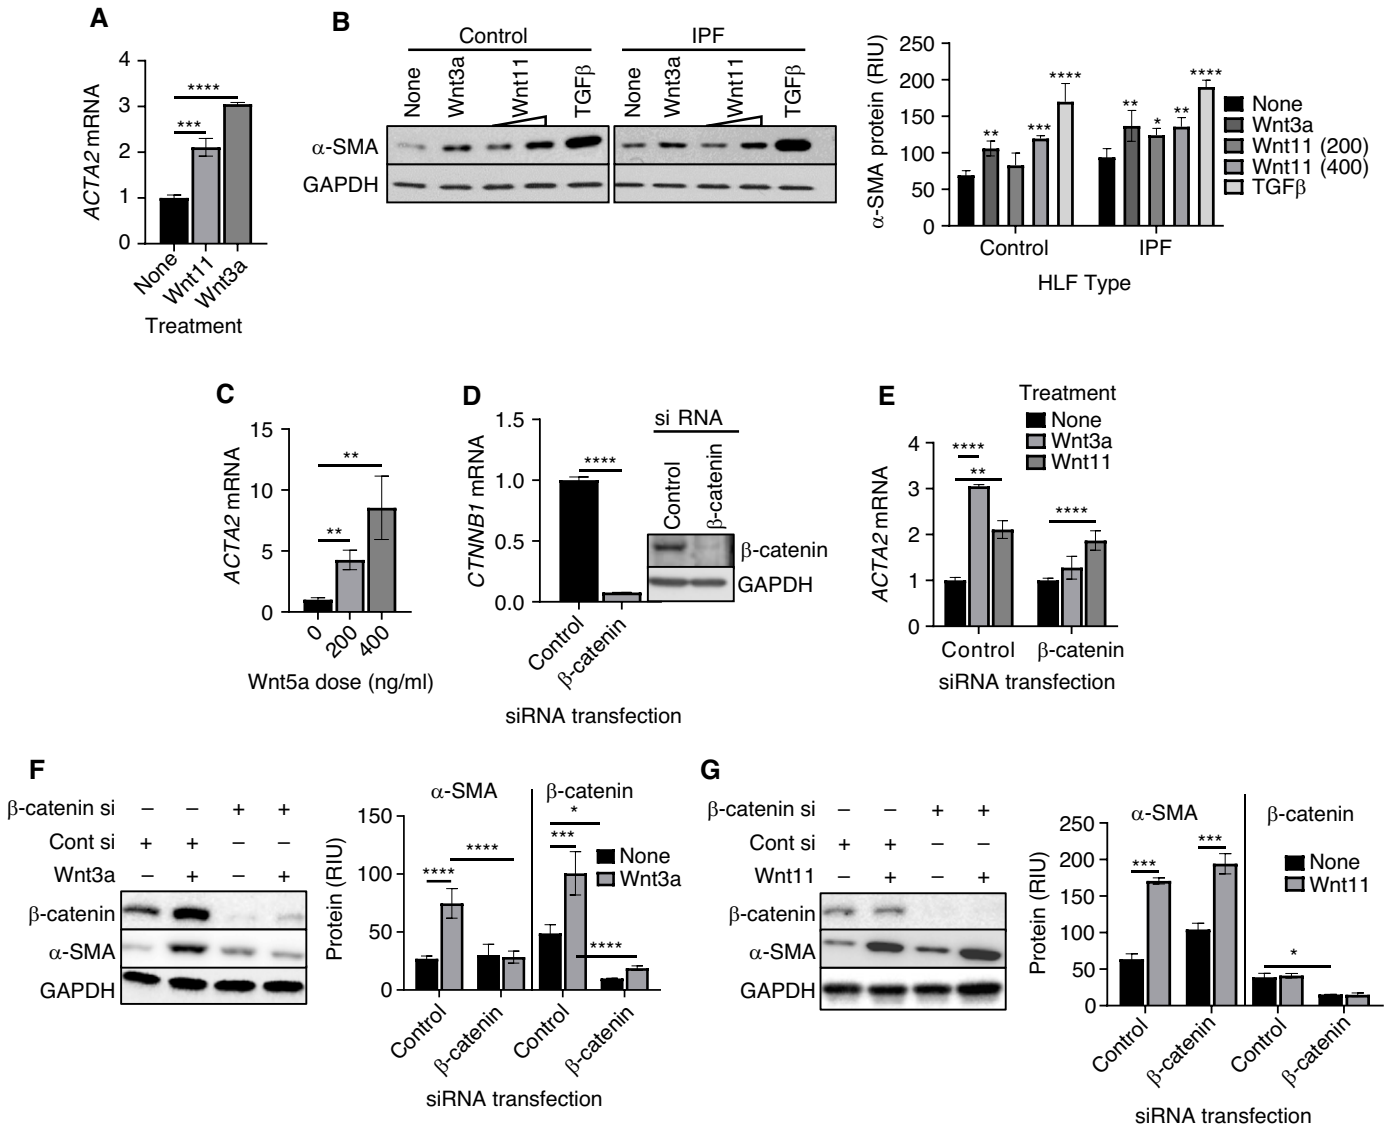 A
ACTA2 mRNA
4
3
2
1
0
****
***
None
Wnt11
Wnt3a
Treatment
B
Control
IPF
None
Wnt3a
Wnt11
TGFβ
None
Wnt3a
Wnt11
TGFβ
α-SMA
GAPDH
α-SMA protein (RIU)
250
200
150
100
50
0
**
***
****
**
*
**
****
Control
IPF
HLF Type
None
Wnt3a
Wnt11 (200)
Wnt11 (400)
TGFβ
C
ACTA2 mRNA
15
10
5
0
**
**
0
200
400
Wnt5a dose (ng/ml)
D
CTNNB1 mRNA
1.5
1.0
0.5
0.0
****
Control
β-catenin
siRNA transfection
si RNA
Control
β-catenin
β-catenin
GAPDH
E
Treatment
None
Wnt3a
Wnt11
ACTA2 mRNA
4
3
2
1
0
****
**
****
Control
β-catenin
siRNA transfection
F
β-catenin si – – + +
Cont si + + – –
Wnt3a – + – +
β-catenin
α-SMA
GAPDH
α-SMA
β-catenin
Protein (RIU)
150
100
50
0
****
****
*
***
****
None
Wnt3a
Control
β-catenin
Control
β-catenin
siRNA transfection
G
β-catenin si – – + +
Cont si + + – –
Wnt11 – + – +
β-catenin
α-SMA
GAPDH
α-SMA
β-catenin
Protein (RIU)
250
200
150
100
50
0
***
***
*
None
Wnt11
Control
β-catenin
Control
β-catenin
siRNA transfection